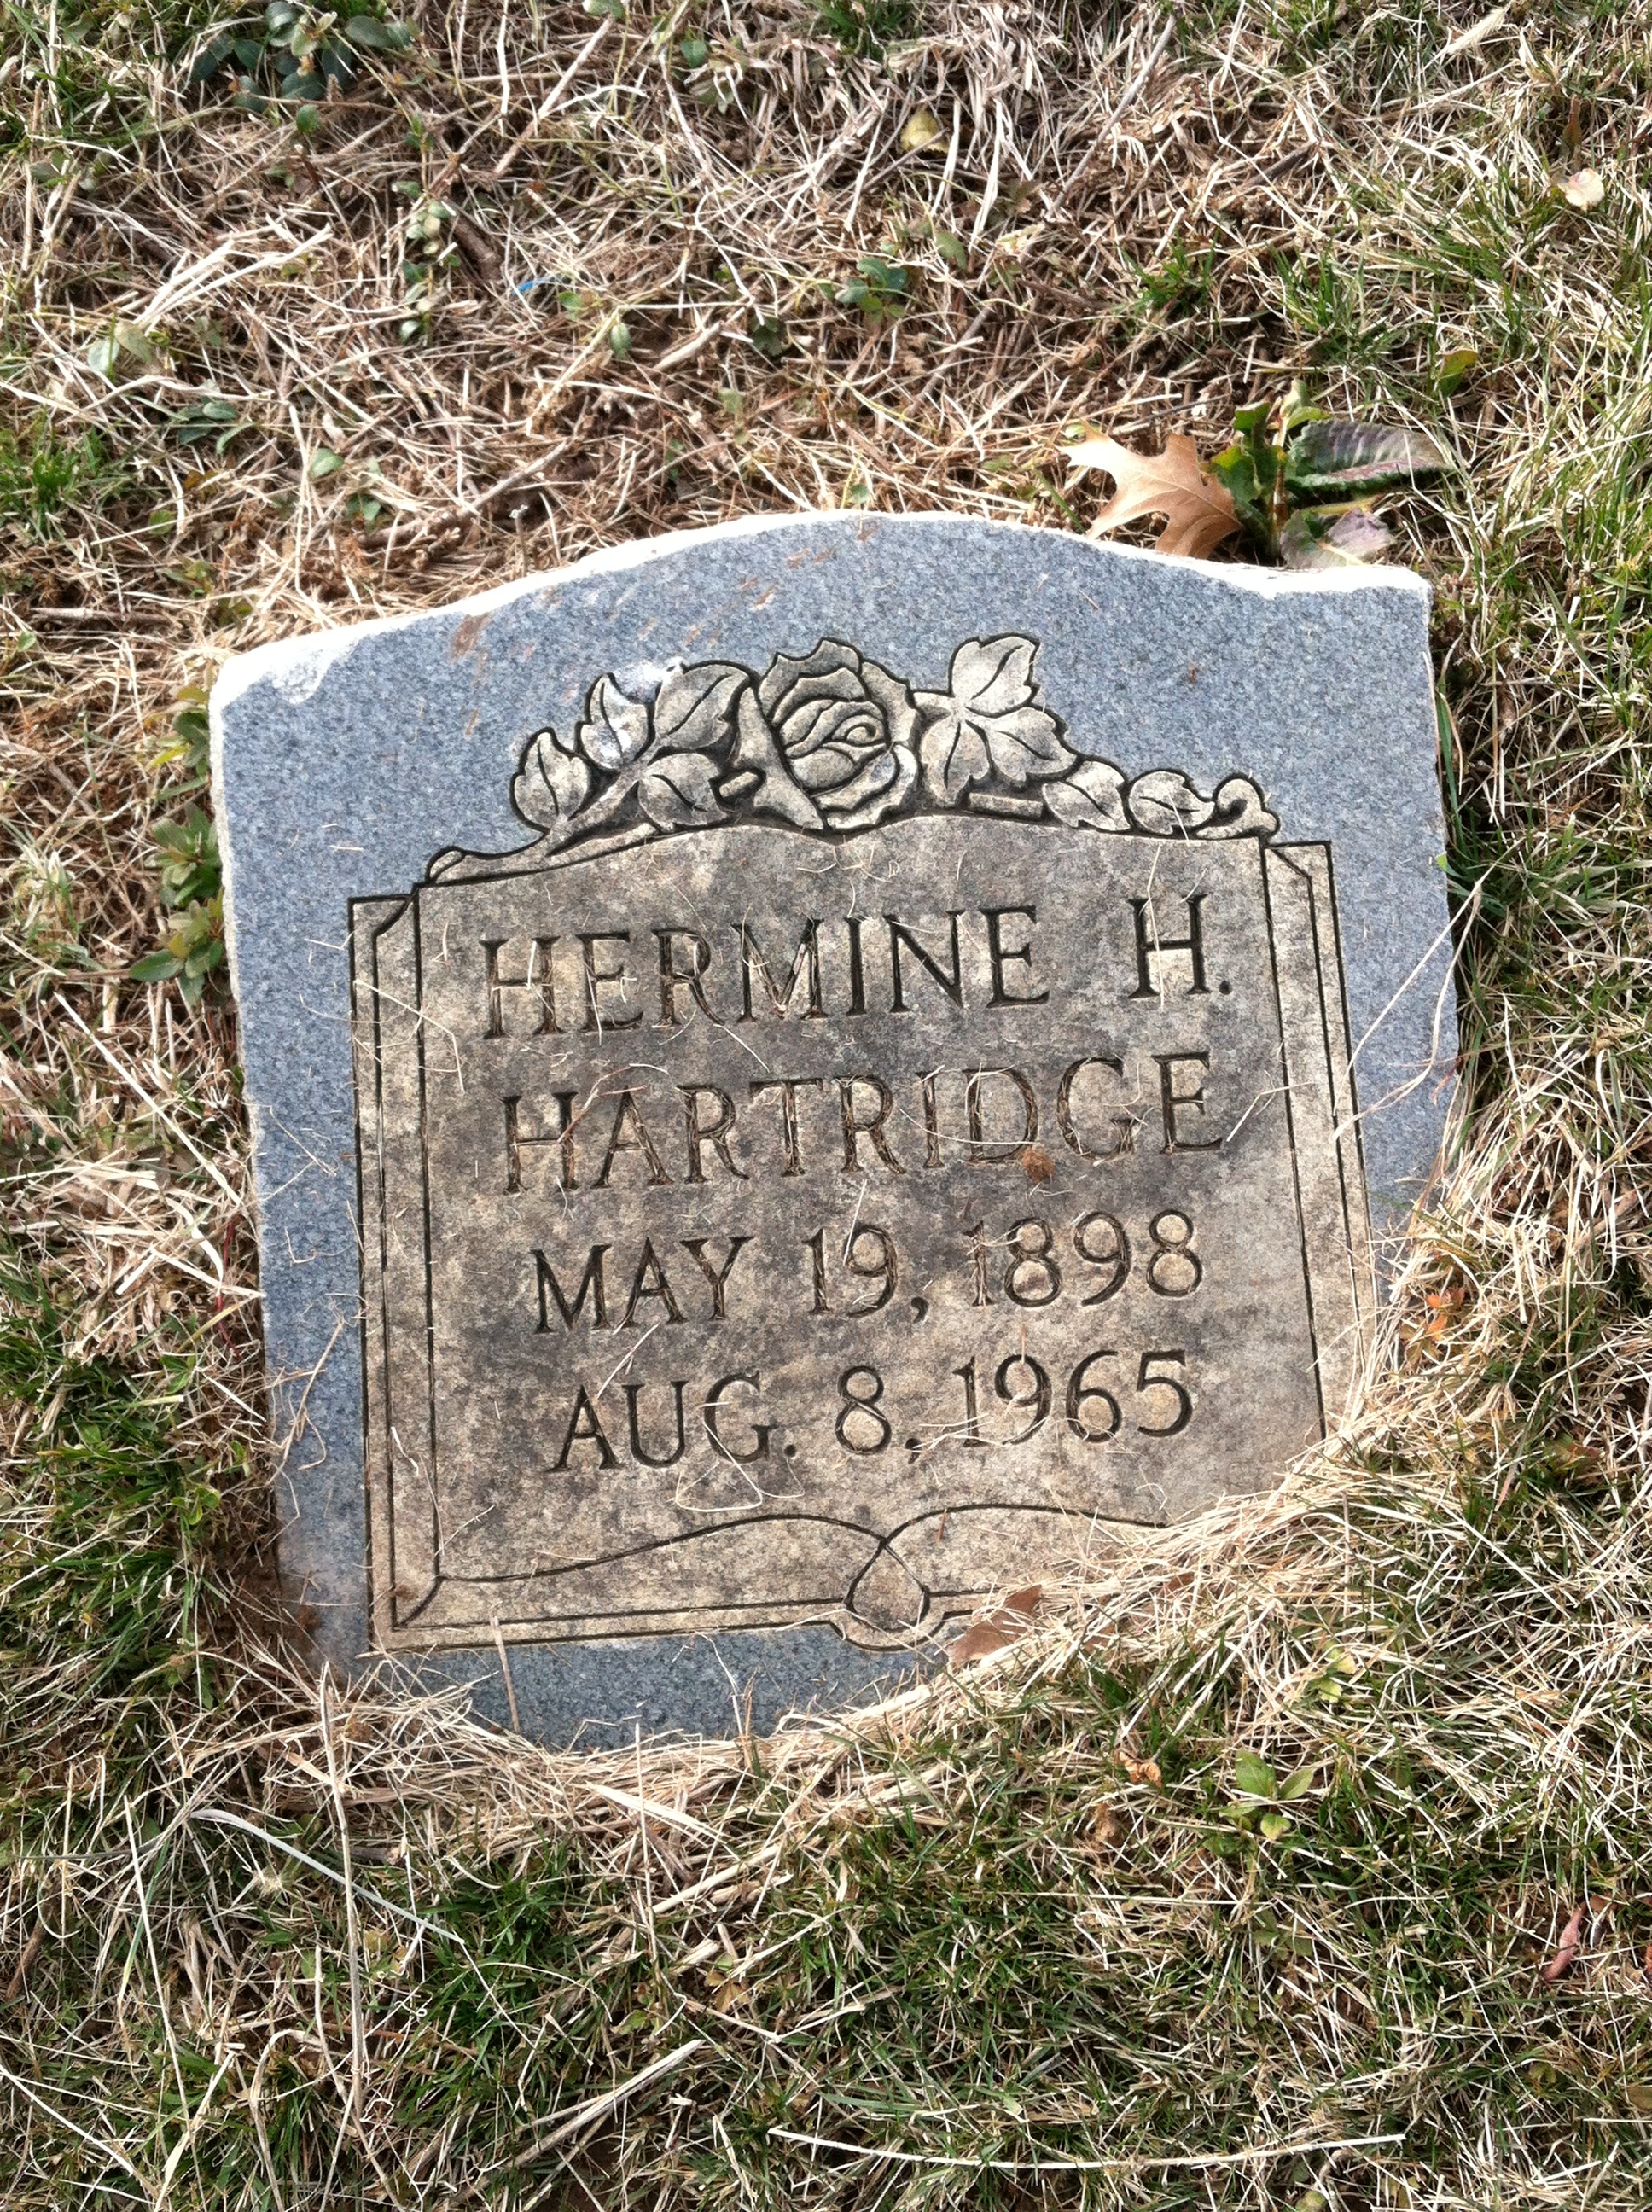 HERMINE H.
HARTRIDGE
MAY 19, 1898
AUG. 8, 1965